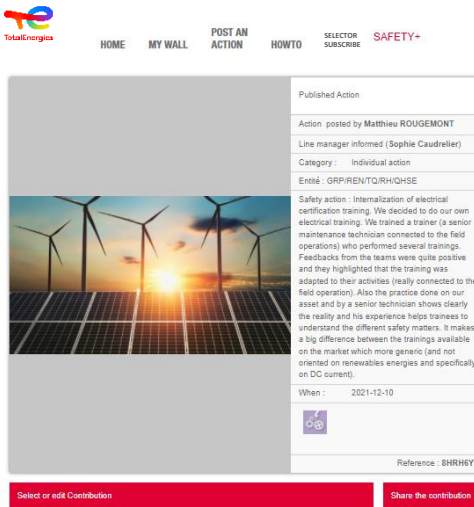 TotalEnergies
HOME
MY WALL
POST AN
ACTION
HOWTO
SELECTOR
SUBSCRIBE
SAFETY+
Published Action
Action posted by Matthieu ROUGEMONT
Line manager informed (Sophie Caudrelier)
Category : Individual action
Entité : GRP/REN/TQ/RH/QHSE
Safety action : Internalization of electrical
certification training. We decided to do our own
electrical training. We trained a trainer (a senior
maintenance technician connected to the field
operations) who performed several trainings.
Feedbacks from the teams were quite positive
and they highlighted that the training was
adapted to their activities (really connected to the
field operation). Also the practice done on our
asset and by a senior technician shows clearly
the reality and his experience helps trainees to
understand the different safety matters. It makes
a big difference between the trainings available
on the market which more generic (and not
oriented on renewables energies and specifically
on DC current).
When : 2021-12-10
Reference : 8HRH6Y
Select or edit Contribution
Share the contribution